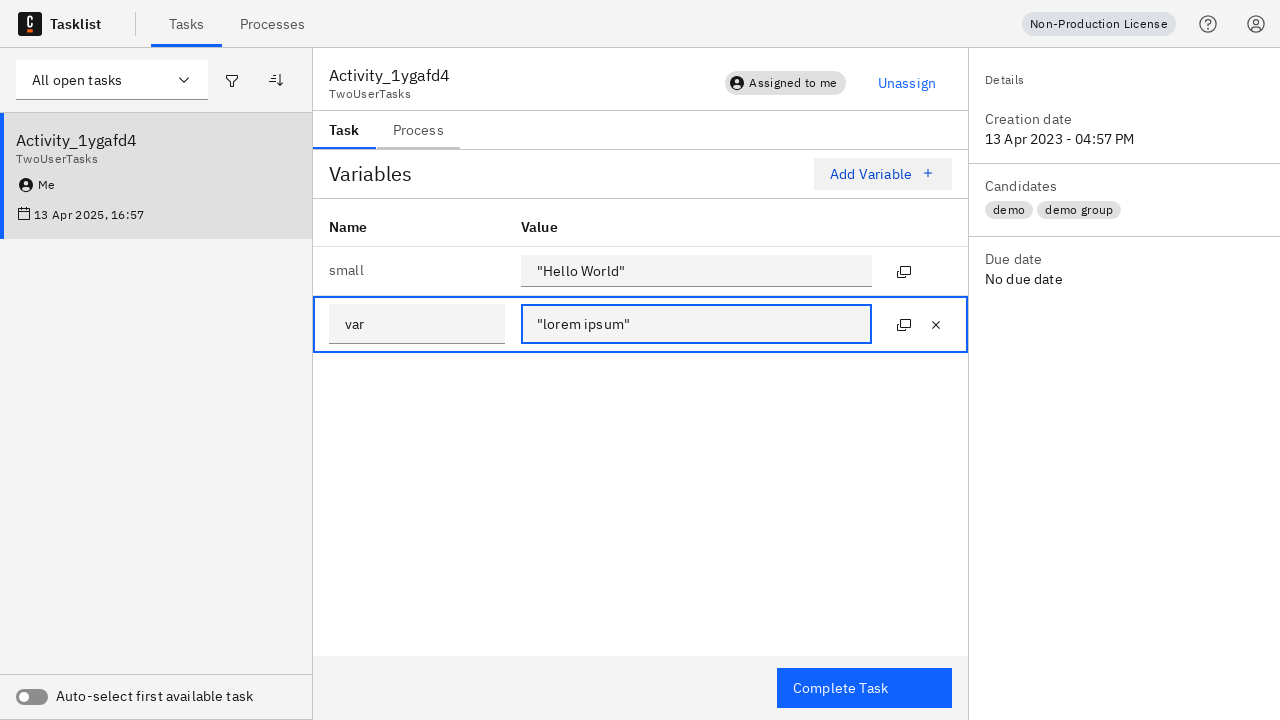 Tasklist
Tasks
Processes
Non-Production License
All open tasks
Activity_1ygafd4
TwoUserTasks
Me
13 Apr 2025, 16:57
Auto-select first available task
Activity_1ygafd4
TwoUserTasks
Assigned to me
Unassign
Task
Process
Variables
Add Variable
Name
Value
small
"Hello World"
var
"lorem ipsum"
Complete Task
Details
Creation date
13 Apr 2023 - 04:57 PM
Candidates
demo
demo group
Due date
No due date